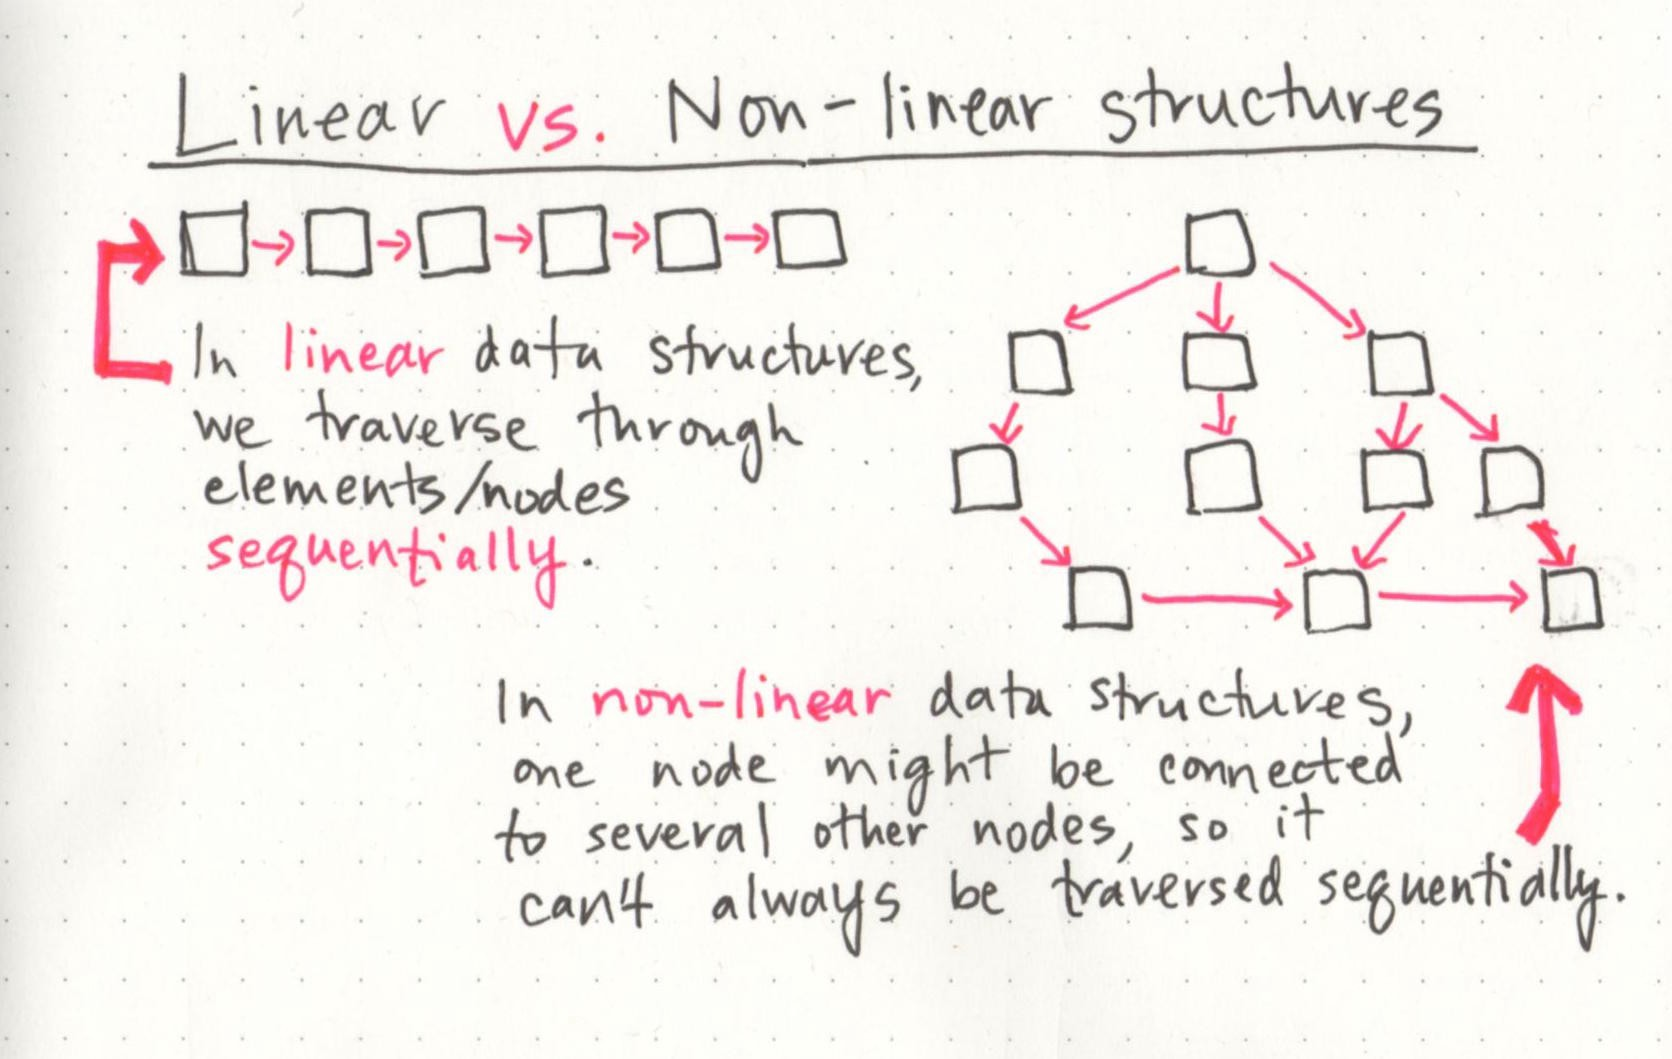 Linear vs. Non-linear structures
In linear data structures,
we traverse through
elements/nodes
sequentially.
In non-linear data structures,
one node might be connected
to several other nodes, so it
can't always be traversed sequentially.